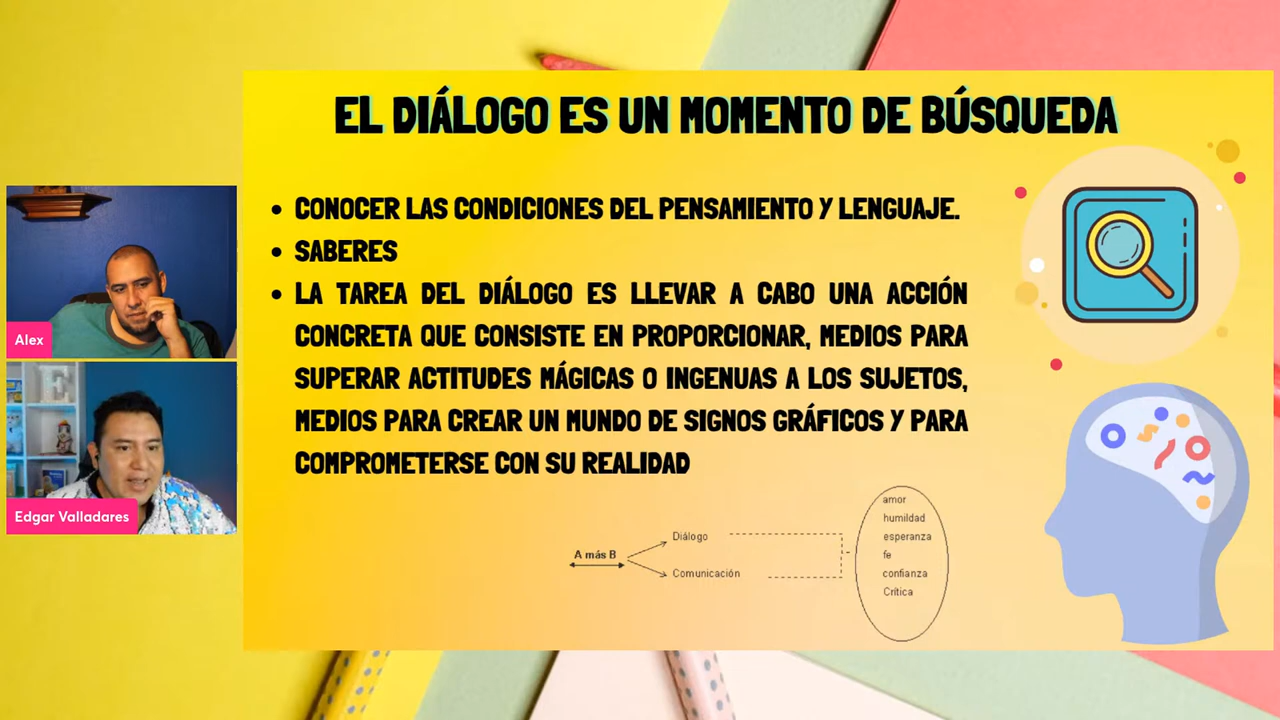 EL DIÁLOGO ES UN MOMENTO DE BÚSQUEDA
• CONOCER LAS CONDICIONES DEL PENSAMIENTO Y LENGUAJE.
• SABERES
• LA TAREA DEL DIÁLOGO ES LLEVAR A CABO UNA ACCIÓN
CONCRETA QUE CONSISTE EN PROPORCIONAR, MEDIOS PARA
SUPERAR ACTITUDES MÁGICAS O INGENUAS A LOS SUJETOS,
MEDIOS PARA CREAR UN MUNDO DE SIGNOS GRÁFICOS Y PARA
COMPROMETERSE CON SU REALIDAD
A más B
Diálogo
Comunicación
amor
humildad
esperanza
fe
confianza
Crítica
Alex
Edgar Valladares